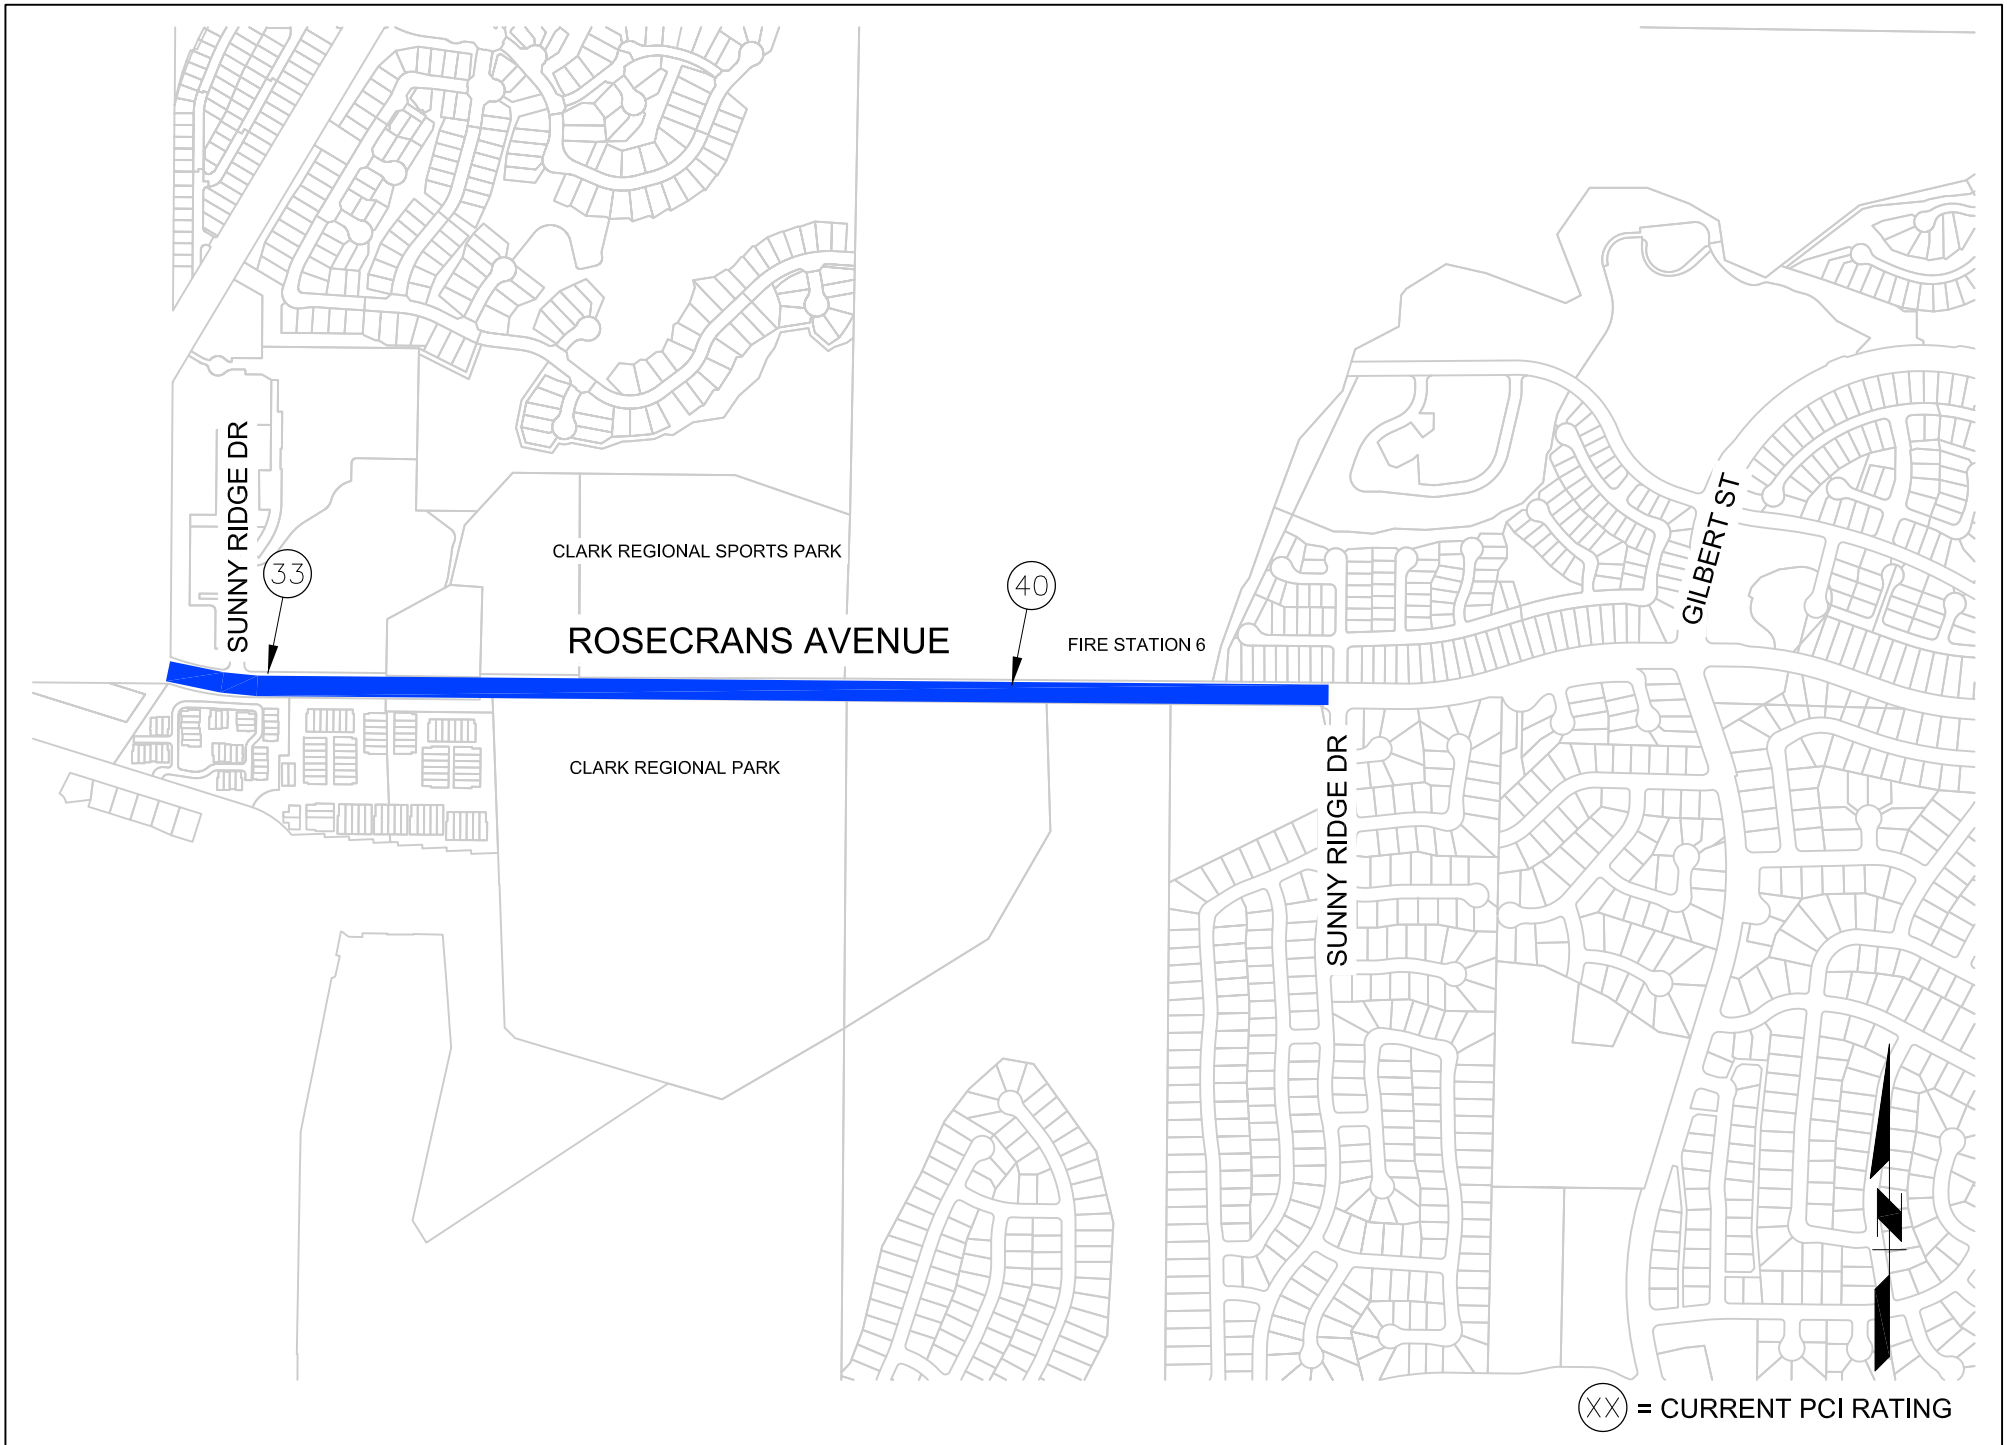 SUNNY RIDGE DR
GILBERT ST
CLARK REGIONAL SPORTS PARK
33
40
ROSECRANS AVENUE
FIRE STATION 6
CLARK REGIONAL PARK
SUNNY RIDGE DR
N
XX = CURRENT PCI RATING